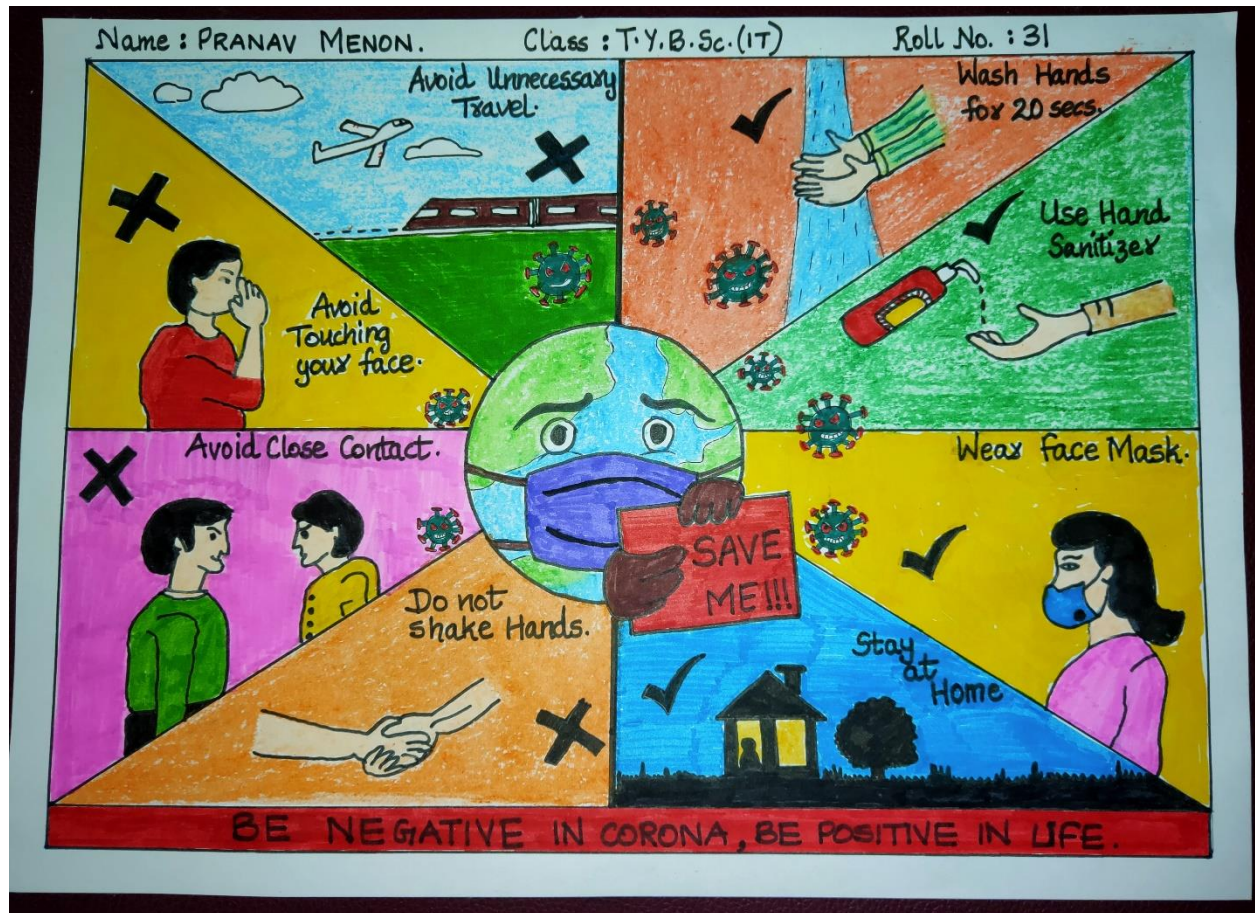 Name : PRANAV MENON. Class : T.Y.B.Sc.(IT) Roll No. : 31
Avoid Unnecessary
Travel.
Wash Hands
for 20 secs.
Use Hand
Sanitizer
Avoid
Touching
your face.
Avoid Close Contact.
Wear face Mask.
SAVE
ME!!!
Do not
shake Hands.
Stay
at
Home
BE NEGATIVE IN CORONA, BE POSITIVE IN LIFE.